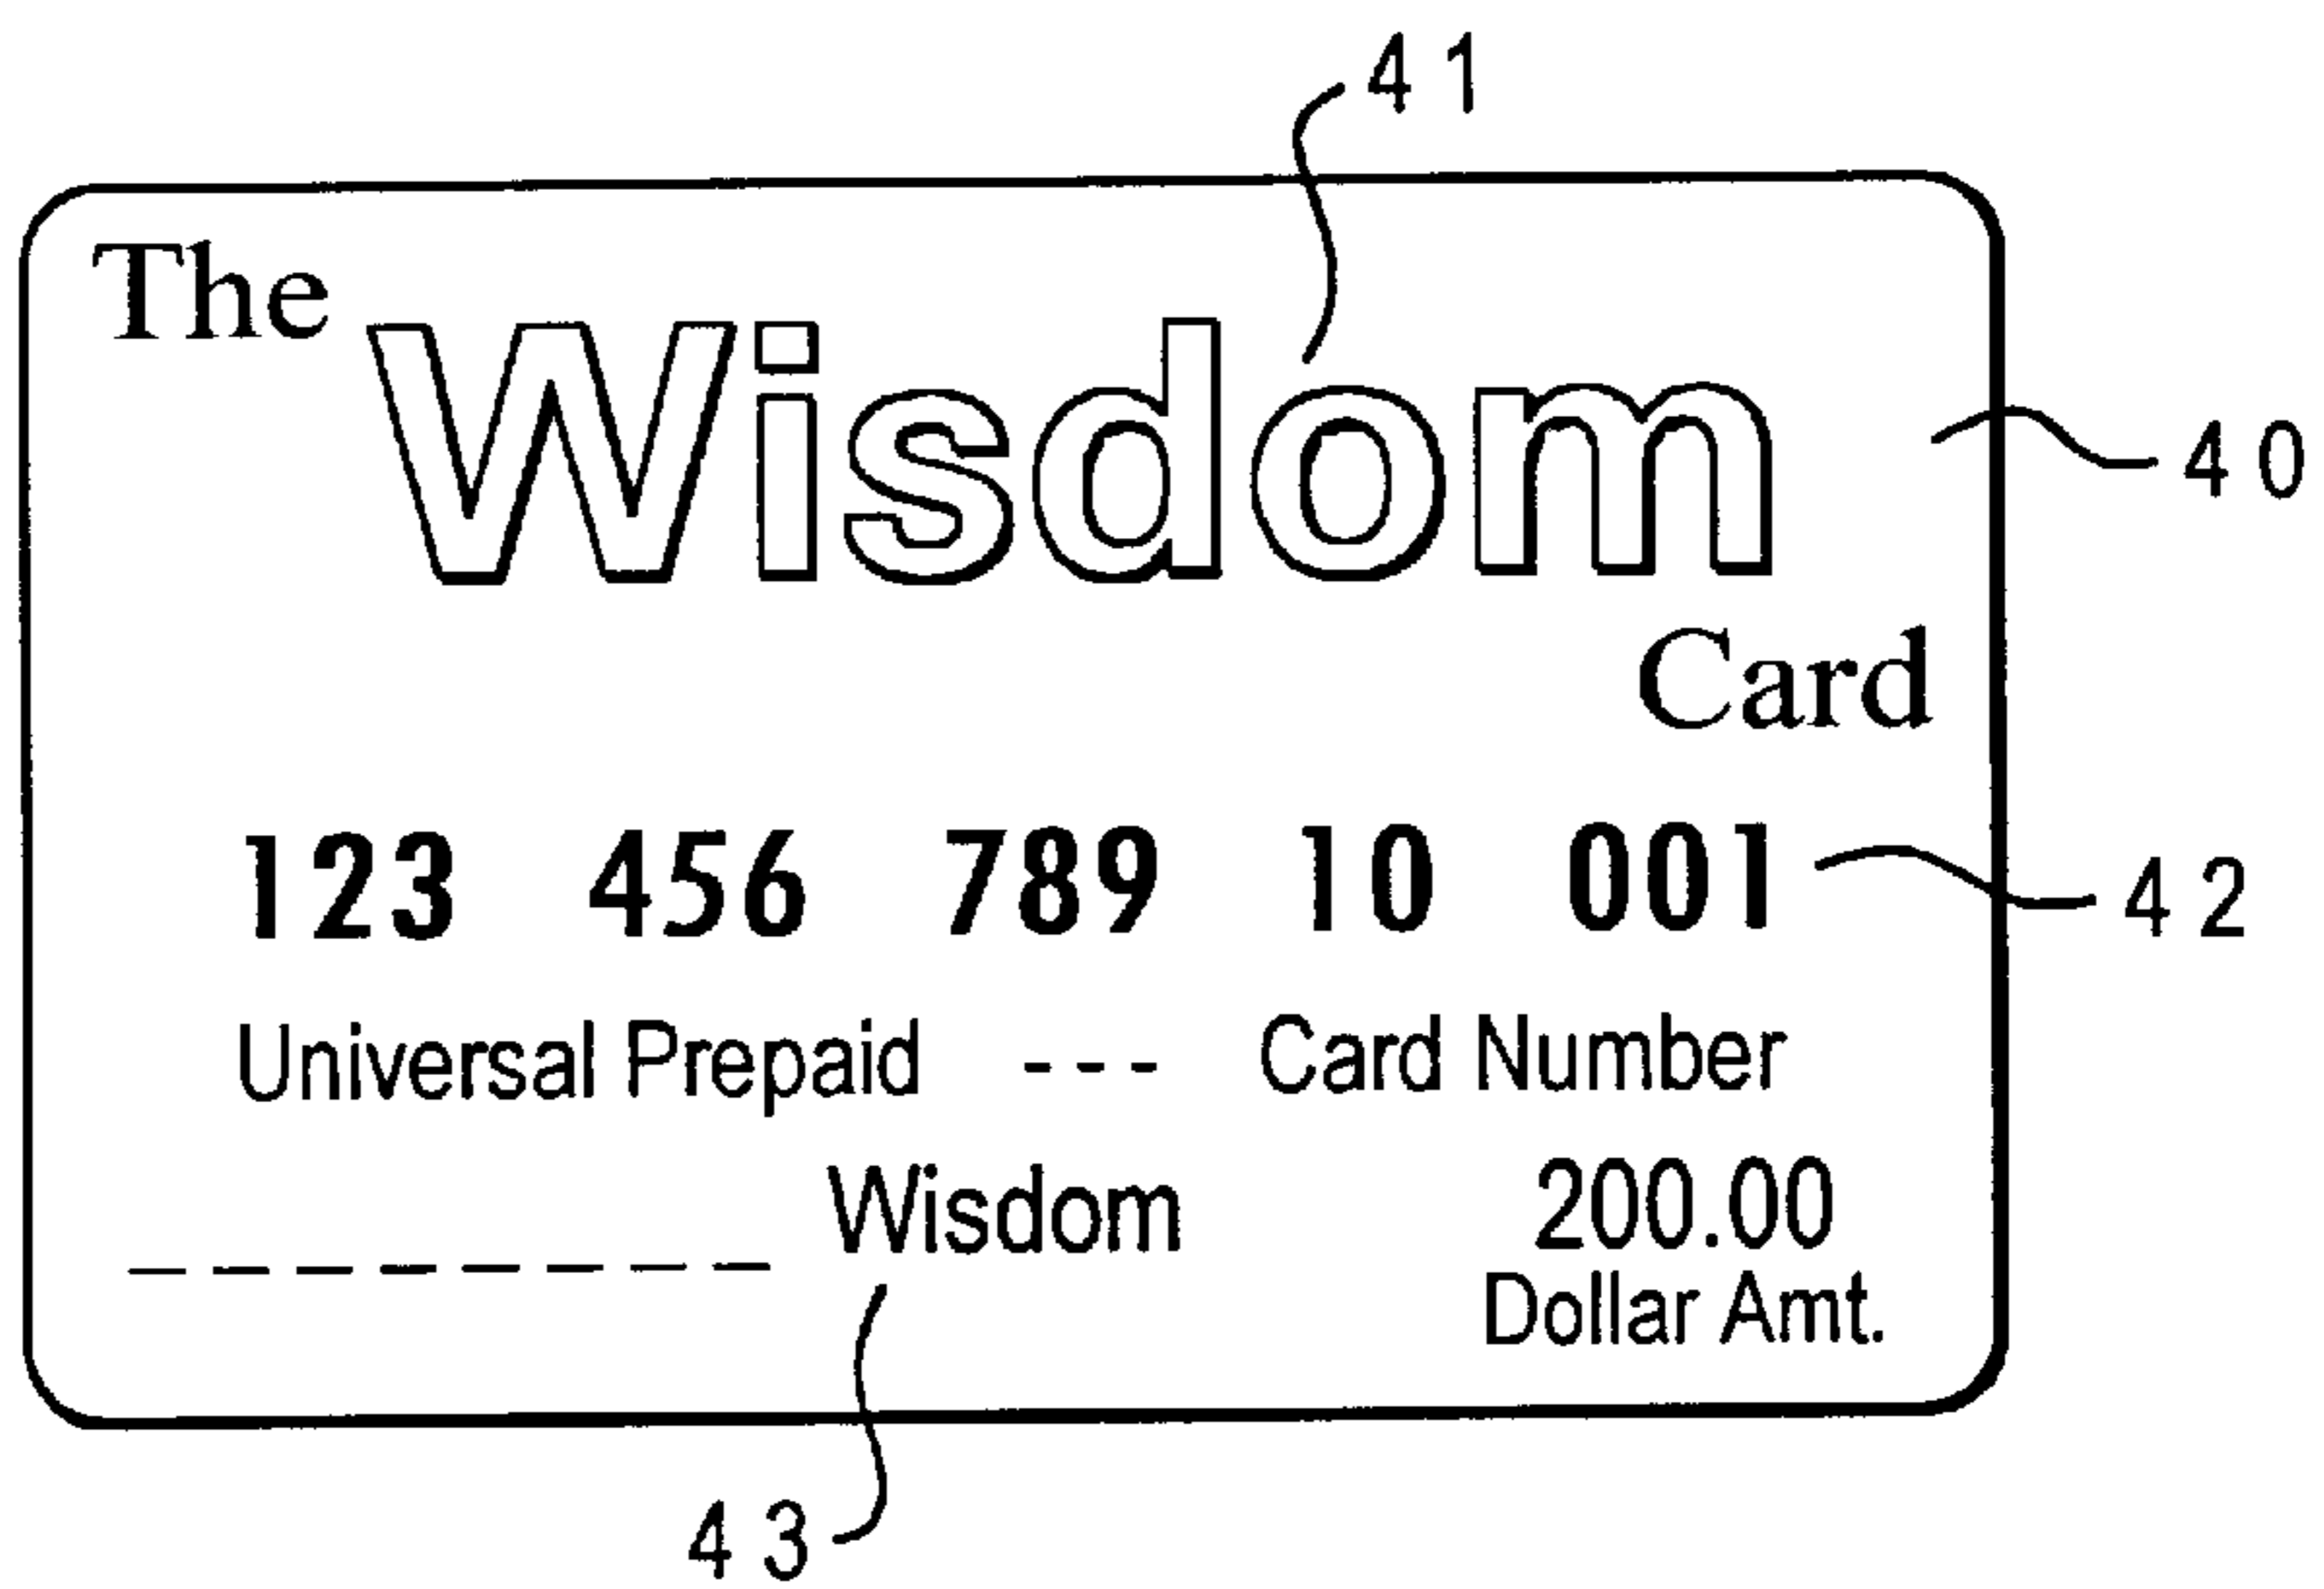 41
The
Wisdom
40
Card
123 456 789 10 001
42
Universal Prepaid --- Card Number
________ Wisdom 200.00
Dollar Amt.
43